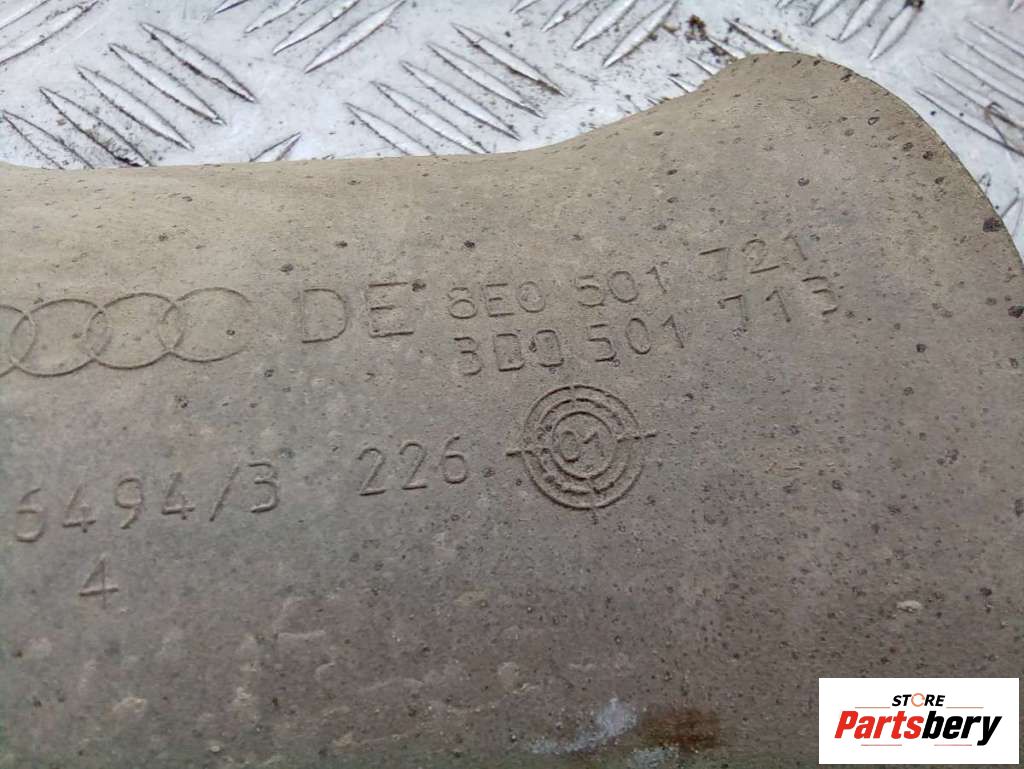 DE 8E0 501 721
3D0 501 713
6494/3 226 01
4
STORE
Partsbery